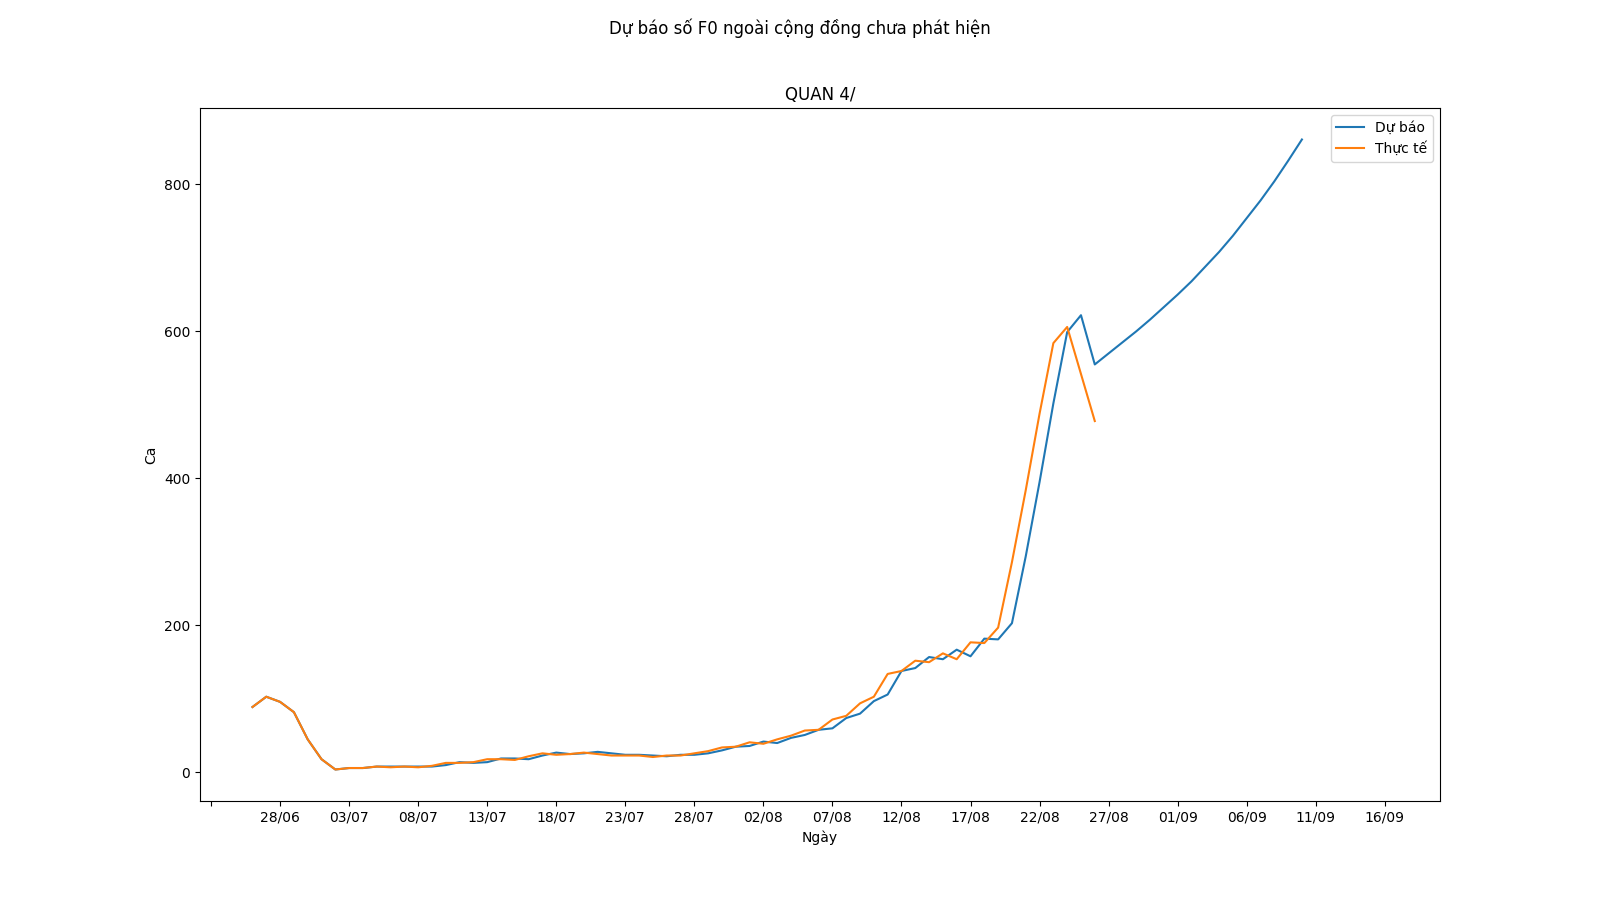 Dự báo số F0 ngoài cộng đồng chưa phát hiện
QUAN 4/
Dự báo
Thực tế
800
600
400
200
0
Ca
28/06 03/07 08/07 13/07 18/07 23/07 28/07 02/08 07/08 12/08 17/08 22/08 27/08 01/09 06/09 11/09 16/09
Ngày